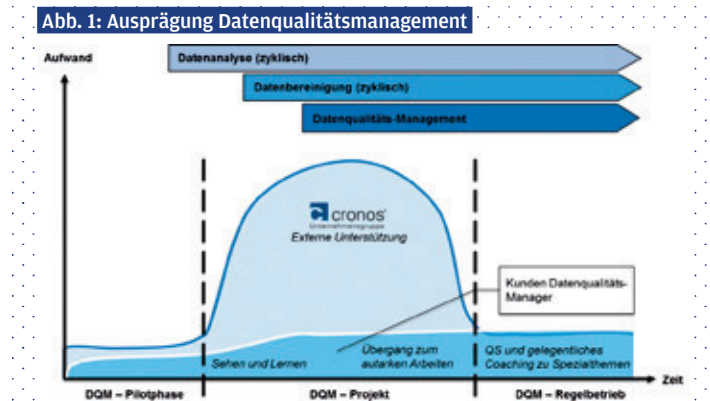 Abb. 1: Ausprägung Datenqualitätsmanagement
Aufwand
Datenanalyse (zyklisch)
Datenbereinigung (zyklisch)
Datenqualitäts-Management
cronos
Unternehmensgruppe
Externe Unterstützung
Kunden Datenqualitäts-
Manager
Sehen und Lernen
Übergang zum
autarken Arbeiten
QS und gelegentliches
Coaching zu Spezialthemen
Zeit
DQM – Pilotphase
DQM – Projekt
DQM – Regelbetrieb